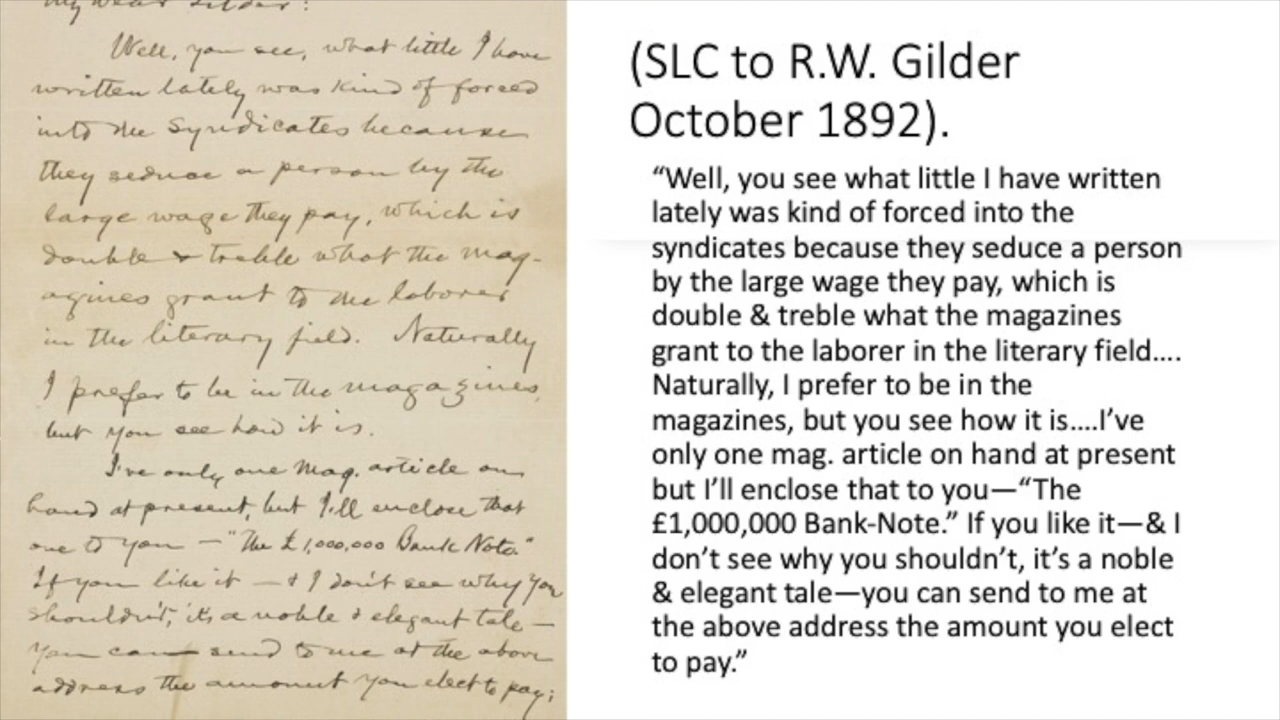 My dear Gilder:
Well, you see, what little I have
written lately was kind of forced
into the Syndicates because
they seduce a person by the
large wage they pay, which is
double & treble what the mag-
azines grant to the laborer
in the literary field. Naturally
I prefer to be in the magazines,
but you see how it is.
I've only one mag. article on
hand at present, but I'll enclose that
one to you — "The £1,000,000 Bank Note."
If you like it — & I don't see why you
shouldn't, it's a noble & elegant tale —
you can send to me at the above
address the amount you elect to pay;
(SLC to R.W. Gilder
October 1892).
“Well, you see what little I have written
lately was kind of forced into the
syndicates because they seduce a person
by the large wage they pay, which is
double & treble what the magazines
grant to the laborer in the literary field....
Naturally, I prefer to be in the
magazines, but you see how it is....I’ve
only one mag. article on hand at present
but I’ll enclose that to you—“The
£1,000,000 Bank-Note.” If you like it—& I
don’t see why you shouldn’t, it’s a noble
& elegant tale—you can send to me at
the above address the amount you elect
to pay.”